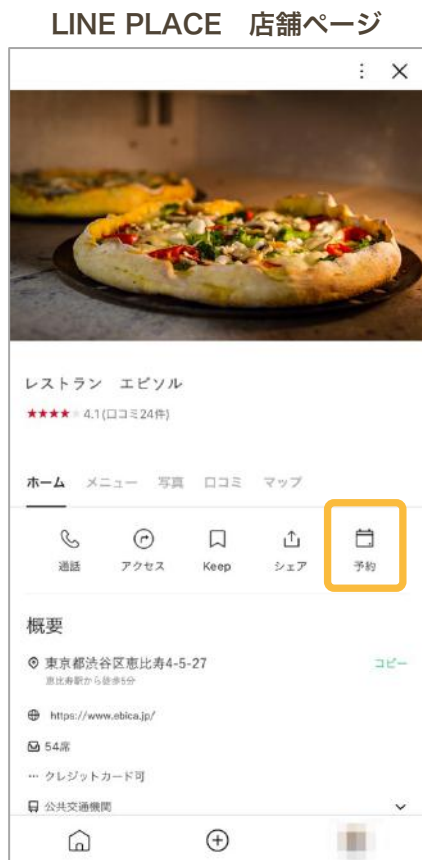 LINE PLACE 店舗ページ
レストラン エビソル
★★★★★ 4.1(口コミ24件)
ホーム メニュー 写真 口コミ マップ
通話 アクセス Keep シェア 予約
概要
東京都渋谷区恵比寿4-5-27 コピー
恵比寿駅から徒歩5分
https://www.ebica.jp/
54席
クレジットカード可
公共交通機関